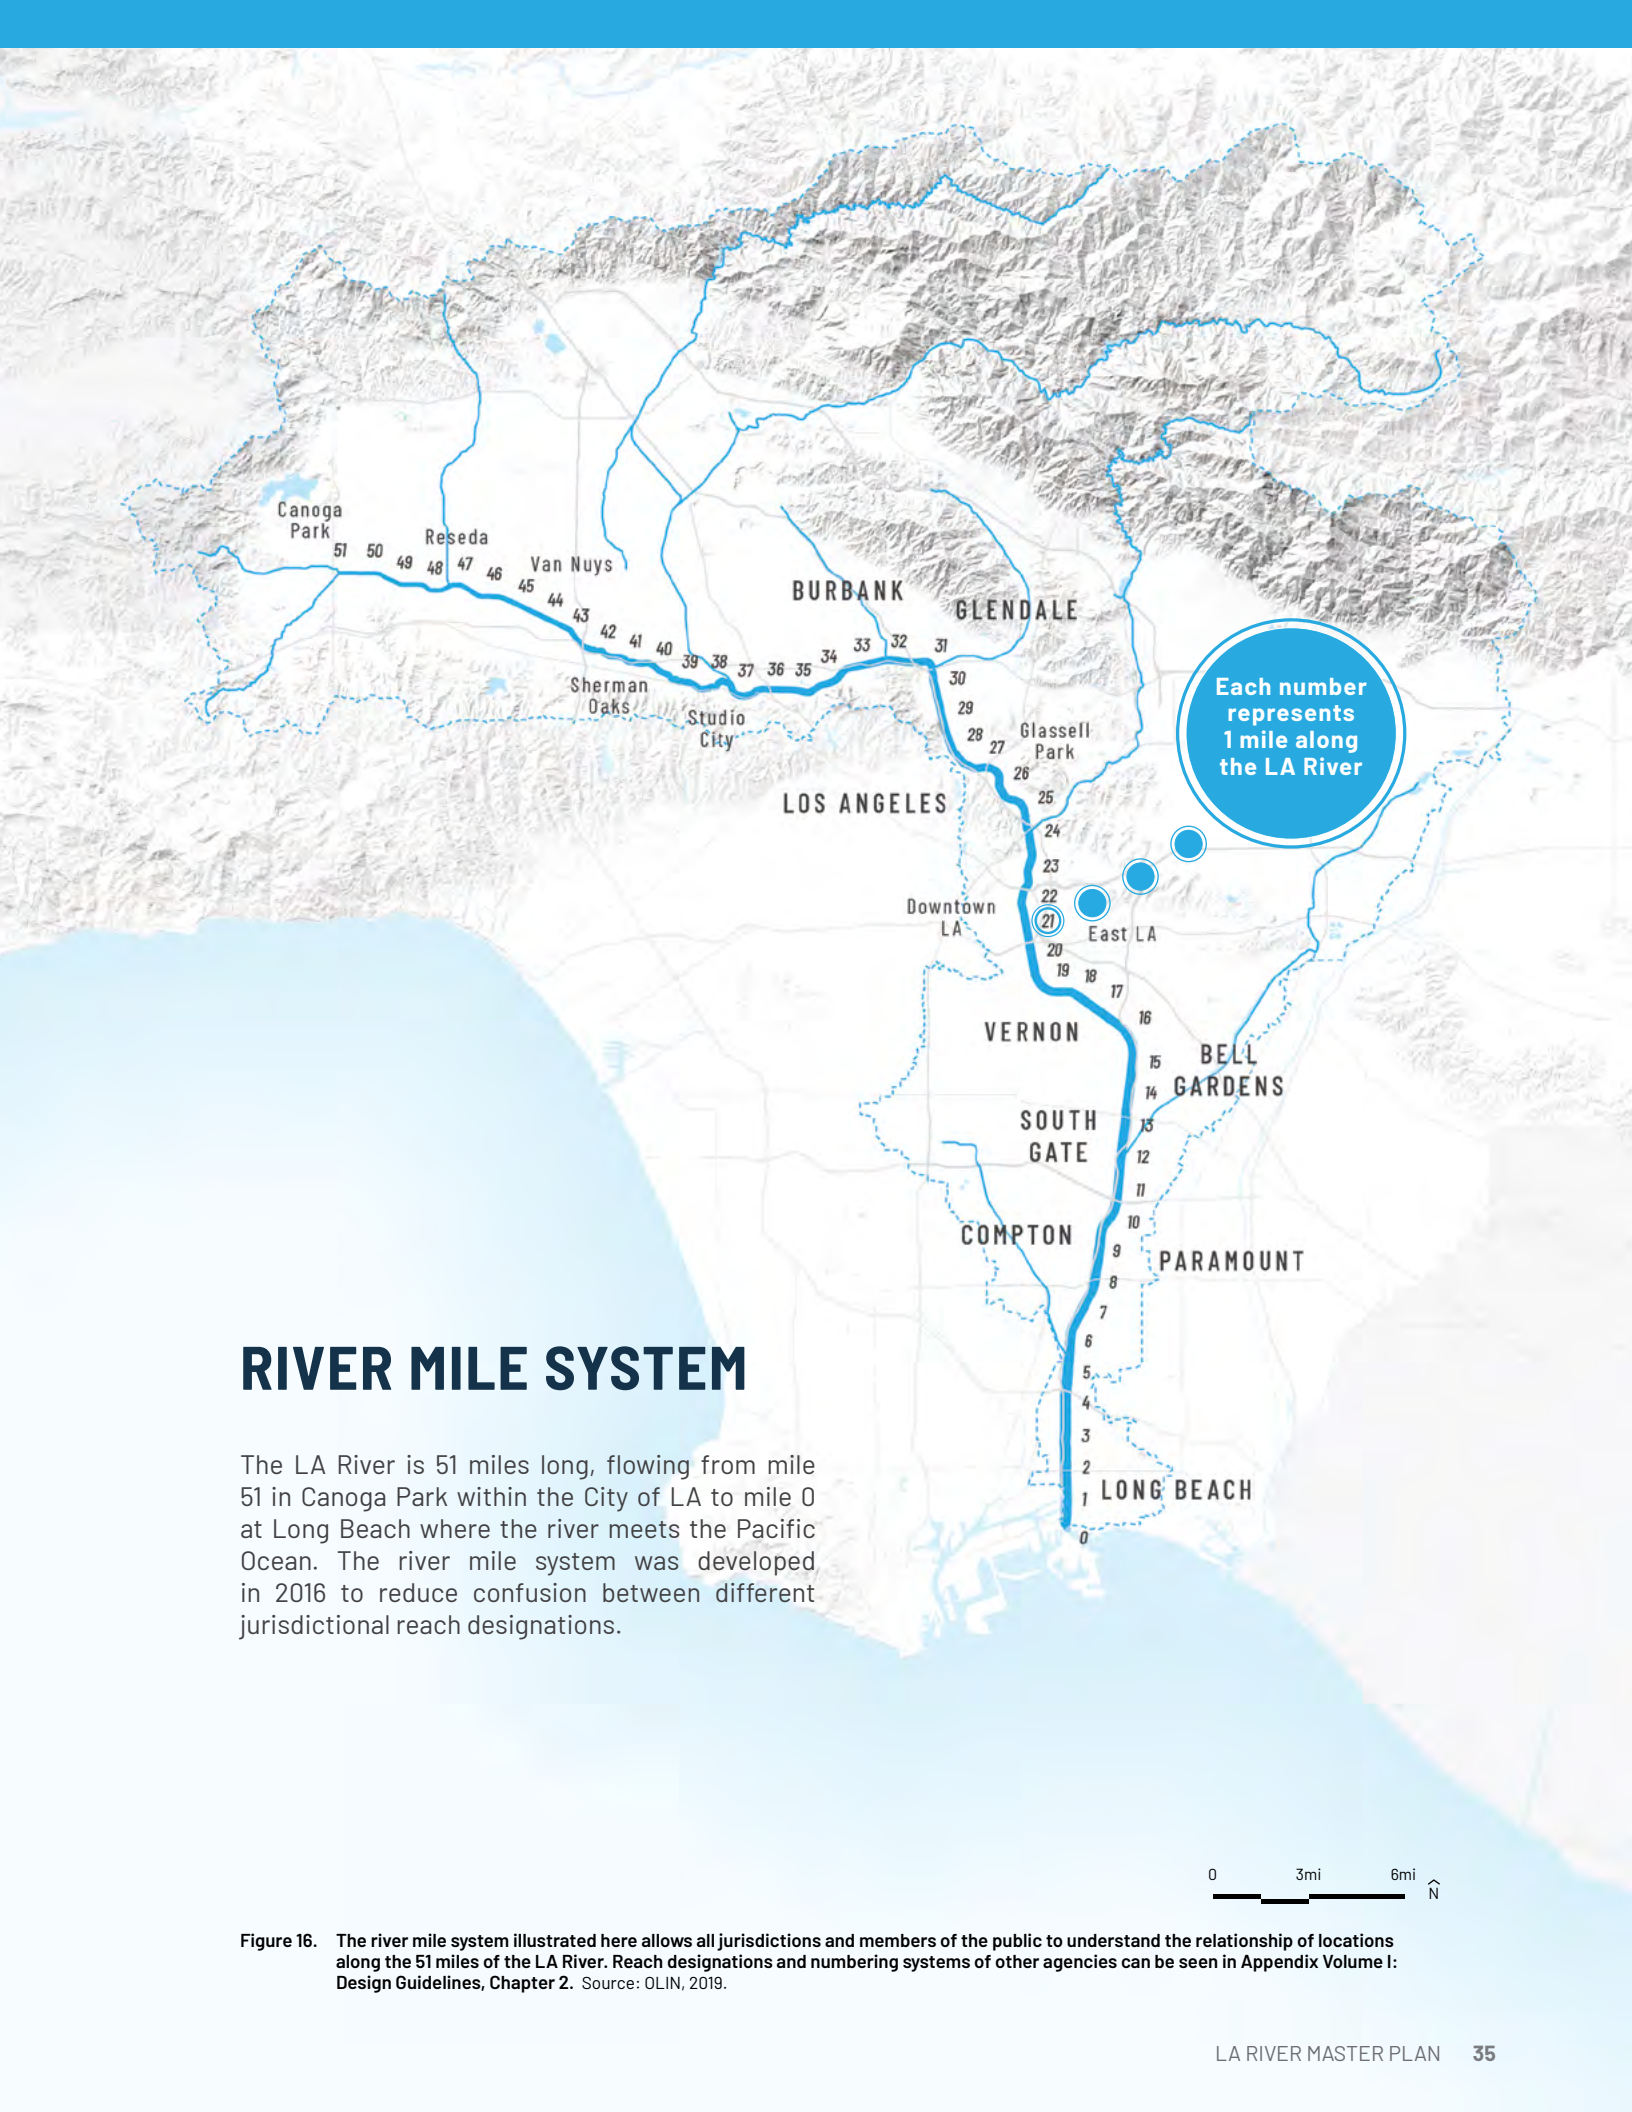 Canoga
Park
51 50 49 48 47 46 45 44 43 42 41 40 39 38 37 36 35 34 33 32 31
Reseda
Van Nuys
BURBANK
GLENDALE
Sherman
Oaks
Studio
City
30
29
28
27
Glassell
Park
26
25
LOS ANGELES
24
23
22
21
Downtown
LA
East LA
20
19
18
17
16
VERNON
15
BELL
GARDENS
14
13
SOUTH
GATE
12
11
10
COMPTON
9
PARAMOUNT
8
7
6
5
4
3
2
1
LONG BEACH
0
Each number
represents
1 mile along
the LA River
RIVER MILE SYSTEM
The LA River is 51 miles long, flowing from mile
51 in Canoga Park within the City of LA to mile 0
at Long Beach where the river meets the Pacific
Ocean. The river mile system was developed
in 2016 to reduce confusion between different
jurisdictional reach designations.
0 3mi 6mi
N
Figure 16. The river mile system illustrated here allows all jurisdictions and members of the public to understand the relationship of locations
along the 51 miles of the LA River. Reach designations and numbering systems of other agencies can be seen in Appendix Volume I:
Design Guidelines, Chapter 2. Source: OLIN, 2019.
LA RIVER MASTER PLAN 35